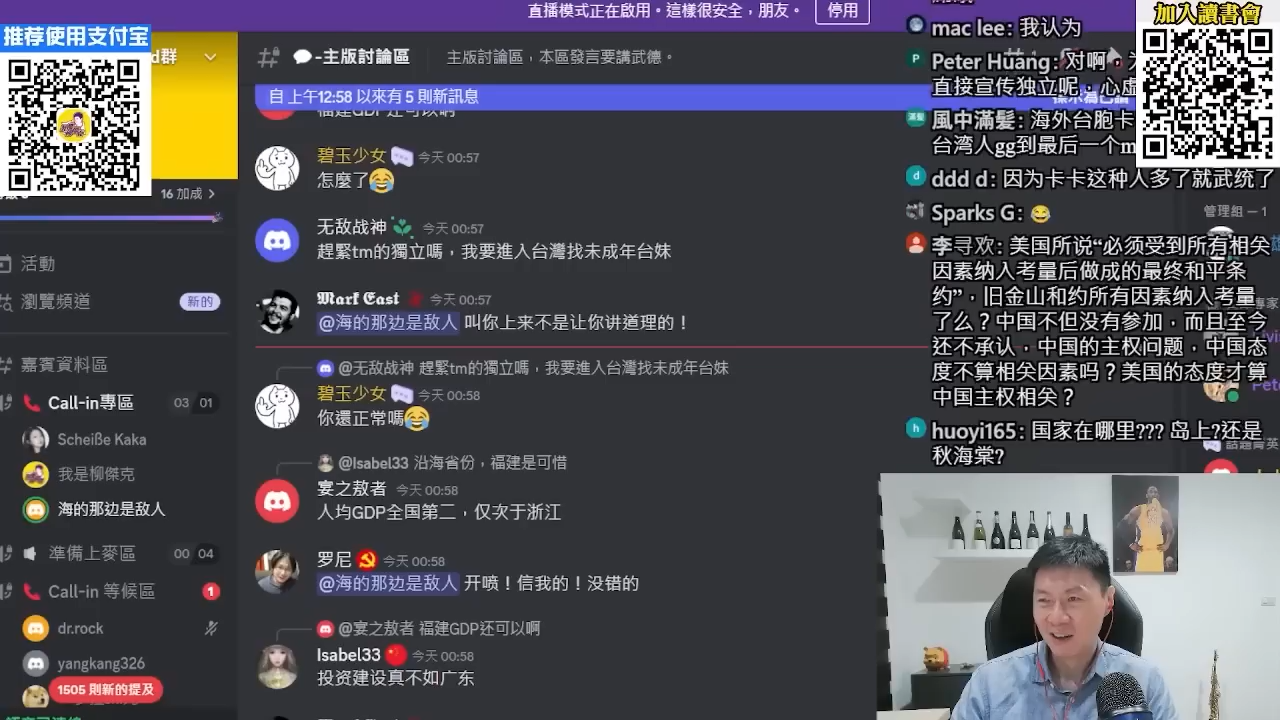 直播模式正在啟用。這樣很安全，朋友。
停用
推荐使用支付宝
d群
16 加成
活動
瀏覽頻道
新的
嘉賓資料區
Call-in專區
03 01
Scheiße Kaka
我是柳傑克
海的那边是敌人
準備上麥區
00 04
Call-in 等候區
1
dr.rock
yangkang326
1505 則新的提及
-主版討論區
主版討論區，本區發言要講武德。
自 上午12:58 以來有 5 則新訊息
福建GDP还可以啊
碧玉少女 今天 00:57
怎麼了😂
无敌战神 今天 00:57
趕緊tm的獨立嗎，我要進入台灣找未成年台妹
Mark East 今天 00:57
@海的那边是敌人 叫你上来不是让你讲道理的！
@无敌战神 趕緊tm的獨立嗎，我要進入台灣找未成年台妹
碧玉少女 今天 00:58
你還正常嗎😂
@Isabel33 沿海省份，福建是可惜
宴之敖者 今天 00:58
人均GDP全国第二，仅次于浙江
罗尼 今天 00:58
@海的那边是敌人 开喷！信我的！没错的
@宴之敖者 福建GDP还可以啊
Isabel33 今天 00:58
投资建设真不如广东
加入讀書會
mac lee: 我认为
Peter Huang: 对啊，
直接宣传独立呢，心虚
風中滿髪: 海外台胞卡
台湾人gg到最后一个m
ddd d: 因为卡卡这种人多了就武统了
Sparks G: 😂
管理組 — 1
李寻欢: 美国所说“必须受到所有相关
因素纳入考量后做成的最终和平条
约”，旧金山和约所有因素纳入考量
了么？中国不但没有参加，而且至今
还不承认，中国的主权问题，中国态
度不算相关因素吗？美国的态度才算
中国主权相关？
huoyi165: 国家在哪里??? 岛上?还是
秋海棠?